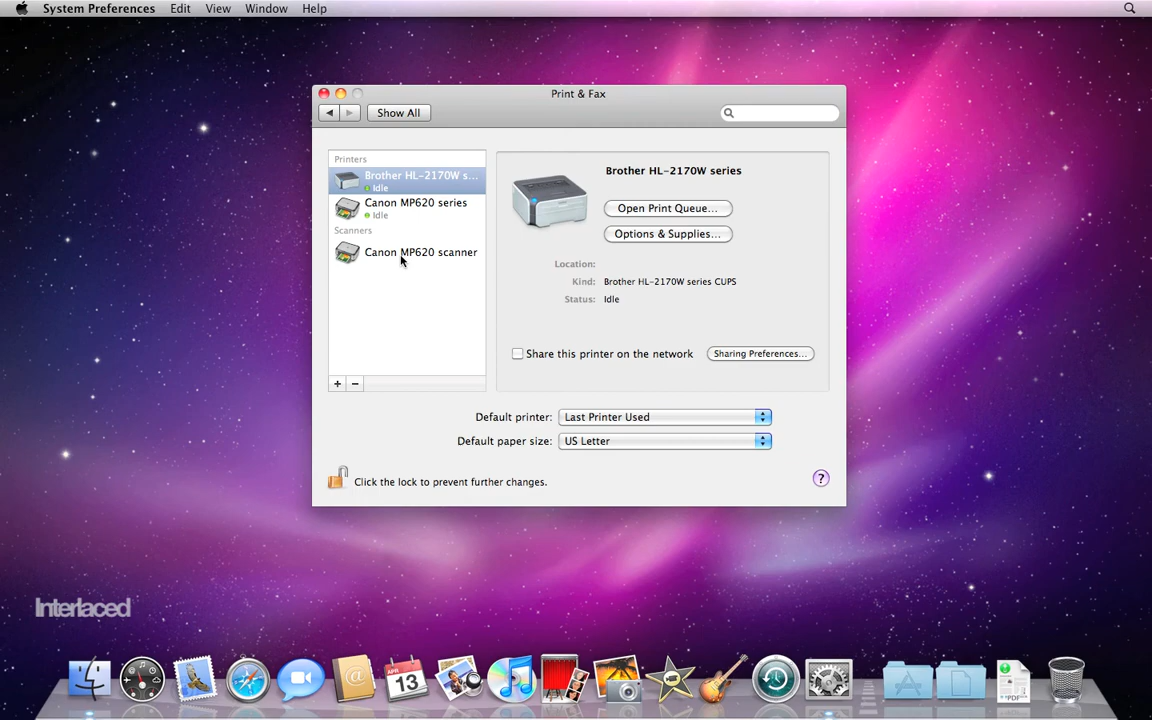 System Preferences Edit View Window Help
Print & Fax
Show All
Printers
Brother HL-2170W s...
Idle
Canon MP620 series
Idle
Scanners
Canon MP620 scanner
+ −
Brother HL-2170W series
Open Print Queue...
Options & Supplies...
Location:
Kind: Brother HL-2170W series CUPS
Status: Idle
Share this printer on the network Sharing Preferences...
Default printer: Last Printer Used
Default paper size: US Letter
Click the lock to prevent further changes. ?
Interlaced
APR
13
PDF